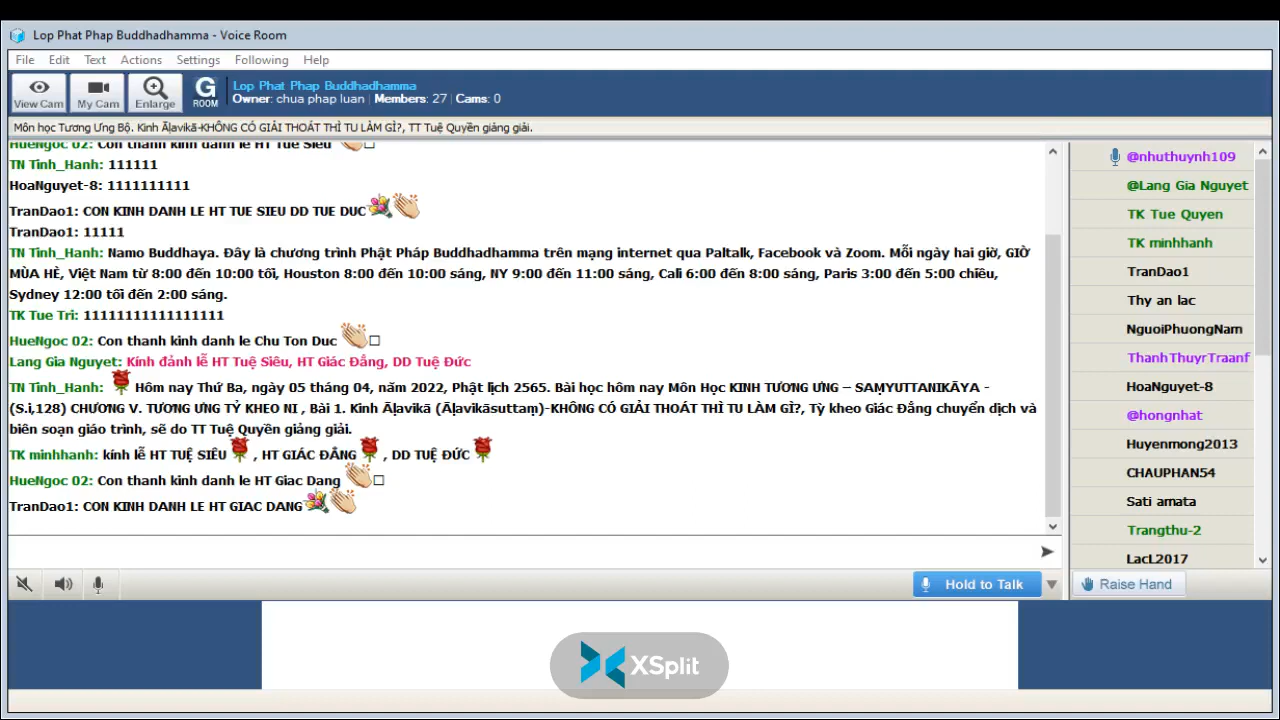 Lop Phat Phap Buddhadhamma - Voice Room
File Edit Text Actions Settings Following Help
View Cam My Cam Enlarge G ROOM
Lop Phat Phap Buddhadhamma
Owner: chua phap luan | Members: 27 | Cams: 0
Môn học Tương Ưng Bộ. Kinh Āḷavikā-KHÔNG CÓ GIẢI THOÁT THÌ TU LÀM GÌ?, TT Tuệ Quyền giảng giải.
HueNgoc 02: Con thanh kinh danh le HT Tue Sieu
TN Tinh_Hanh: 111111
HoaNguyet-8: 1111111111
TranDao1: CON KINH DANH LE HT TUE SIEU DD TUE DUC
TranDao1: 11111
TN Tinh_Hanh: Namo Buddhaya. Đây là chương trình Phật Pháp Buddhadhamma trên mạng internet qua Paltalk, Facebook và Zoom. Mỗi ngày hai giờ, GIỜ
MÙA HÈ, Việt Nam từ 8:00 đến 10:00 tối, Houston 8:00 đến 10:00 sáng, NY 9:00 đến 11:00 sáng, Cali 6:00 đến 8:00 sáng, Paris 3:00 đến 5:00 chiều,
Sydney 12:00 tối đến 2:00 sáng.
TK Tue Tri: 11111111111111111
HueNgoc 02: Con thanh kinh danh le Chu Ton Duc
Lang Gia Nguyet: Kính đảnh lễ HT Tuệ Siêu, HT Giác Đẳng, DD Tuệ Đức
TN Tinh_Hanh: Hôm nay Thứ Ba, ngày 05 tháng 04, năm 2022, Phật lịch 2565. Bài học hôm nay Môn Học KINH TƯƠNG ƯNG – SAṂYUTTANIKĀYA -
(S.i,128) CHƯƠNG V. TƯƠNG ƯNG TỶ KHEO NI , Bài 1. Kinh Āḷavikā (Āḷavikāsuttaṃ)-KHÔNG CÓ GIẢI THOÁT THÌ TU LÀM GÌ?, Tỳ kheo Giác Đẳng chuyển dịch và
biên soạn giáo trình, sẽ do TT Tuệ Quyền giảng giải.
TK minhhanh: kính lễ HT TUỆ SIÊU , HT GIÁC ĐẲNG , DD TUỆ ĐỨC
HueNgoc 02: Con thanh kinh danh le HT Giac Dang
TranDao1: CON KINH DANH LE HT GIAC DANG
@nhuthuynh109
@Lang Gia Nguyet
TK Tue Quyen
TK minhhanh
TranDao1
Thy an lac
NguoiPhuongNam
ThanhThuyrTraanf
HoaNguyet-8
@hongnhat
Huyenmong2013
CHAUPHAN54
Sati amata
Trangthu-2
LacL2017
Hold to Talk
Raise Hand
XSplit